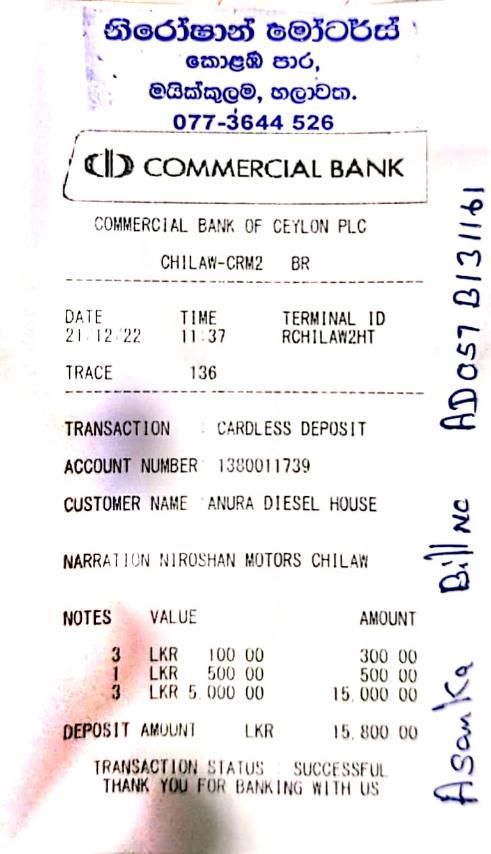 නිරෝෂාන් මෝටර්ස්
කොළඹ පාර,
මයික්කුලම, හලාවත.
077-3644 526
COMMERCIAL BANK
COMMERCIAL BANK OF CEYLON PLC
CHILAW-CRM2 BR
DATE TIME TERMINAL ID
21/12/22 11:37 RCHILAW2HT
TRACE 136
TRANSACTION : CARDLESS DEPOSIT
ACCOUNT NUMBER 1380011739
CUSTOMER NAME ANURA DIESEL HOUSE
NARRATION NIROSHAN MOTORS CHILAW
NOTES VALUE AMOUNT
3 LKR 100.00 300.00
1 LKR 500.00 500.00
3 LKR 5,000.00 15,000.00
DEPOSIT AMOUNT LKR 15,800.00
TRANSACTION STATUS : SUCCESSFUL
THANK YOU FOR BANKING WITH US
Asanka Bill no AD057B131161